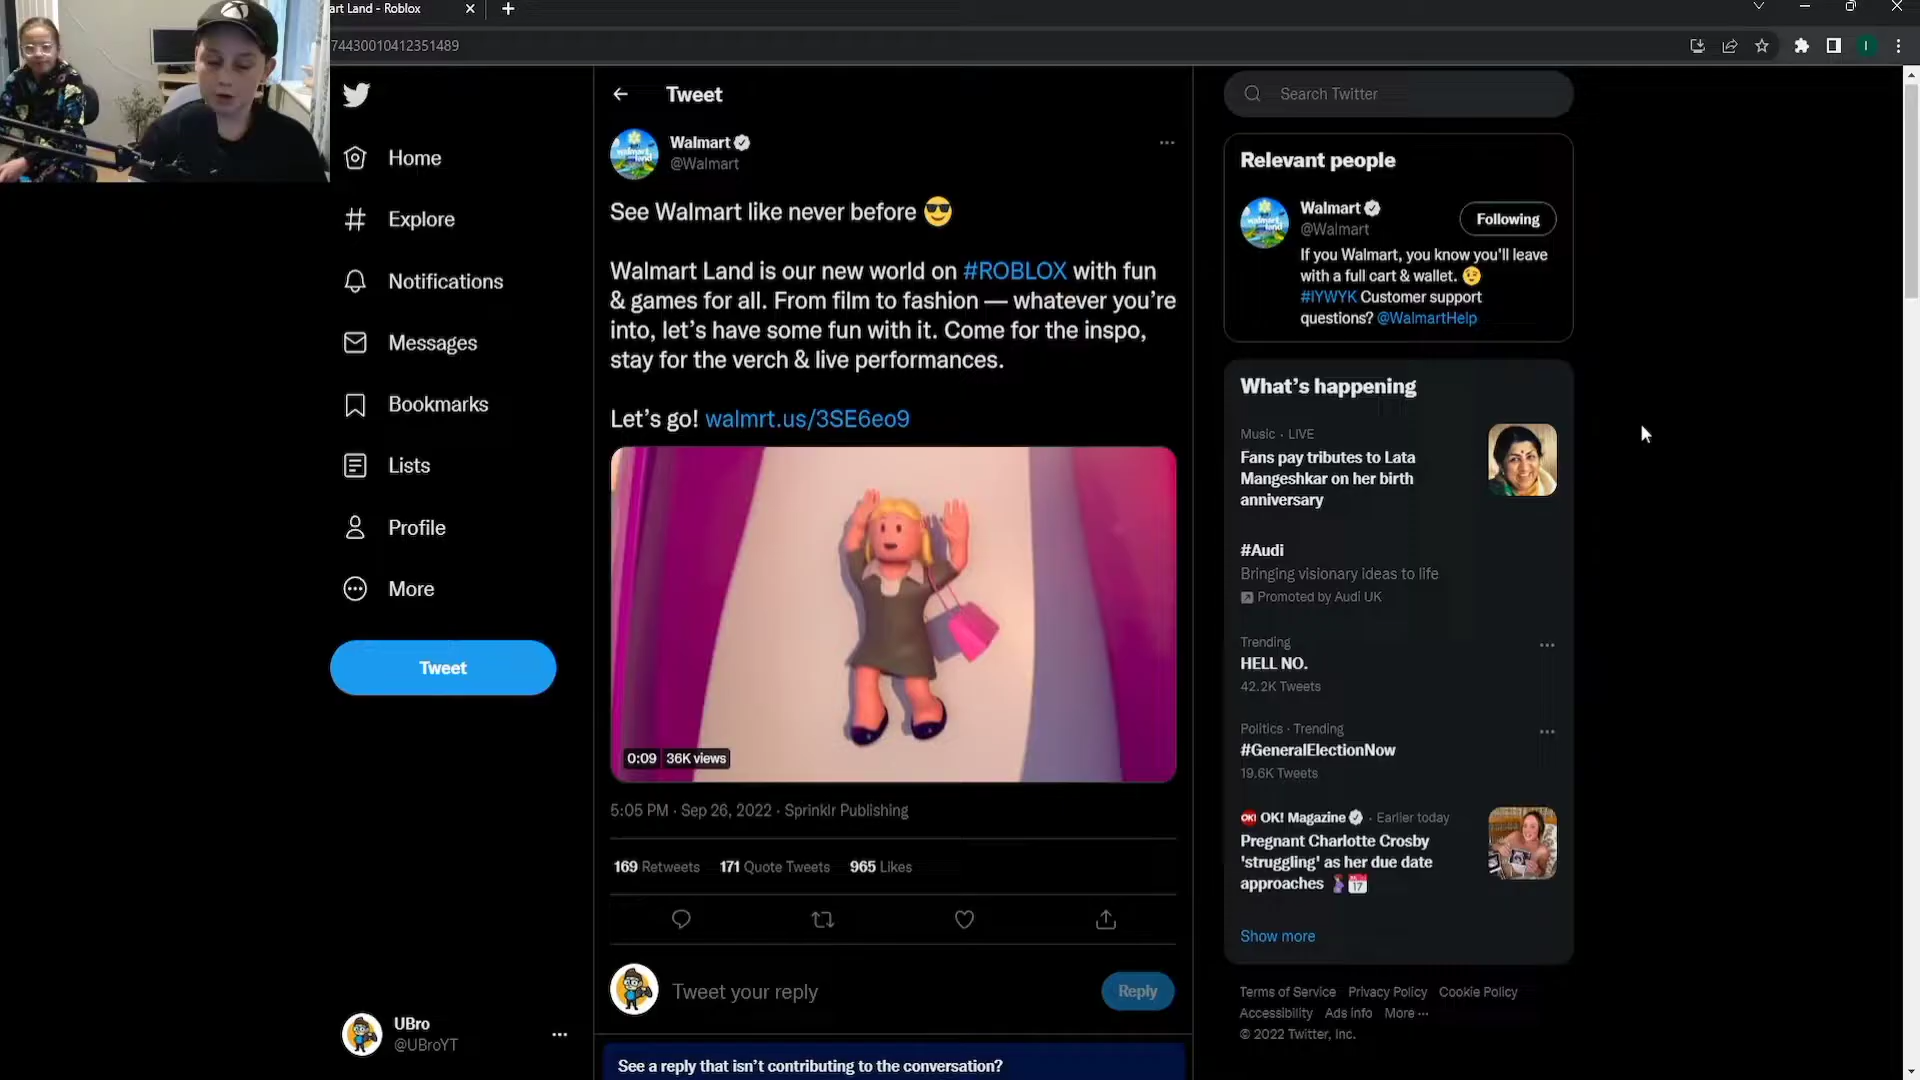 art Land - Roblox
74430010412351489
Home
Explore
Notifications
Messages
Bookmarks
Lists
Profile
More
Tweet
UBro
@UBroYT
Tweet
Walmart
@Walmart
See Walmart like never before 😎
Walmart Land is our new world on #ROBLOX with fun
& games for all. From film to fashion — whatever you're
into, let's have some fun with it. Come for the inspo,
stay for the verch & live performances.
Let's go! walmrt.us/3SE6eo9
0:09 36K views
5:05 PM · Sep 26, 2022 · Sprinklr Publishing
169 Retweets 171 Quote Tweets 965 Likes
Tweet your reply
Reply
See a reply that isn't contributing to the conversation?
Search Twitter
Relevant people
Walmart
@Walmart
Following
If you Walmart, you know you'll leave
with a full cart & wallet. 😉
#IYWYK Customer support
questions? @WalmartHelp
What's happening
Music · LIVE
Fans pay tributes to Lata
Mangeshkar on her birth
anniversary
#Audi
Bringing visionary ideas to life
Promoted by Audi UK
Trending
HELL NO.
42.2K Tweets
Politics · Trending
#GeneralElectionNow
19.6K Tweets
OK! Magazine · Earlier today
Pregnant Charlotte Crosby
'struggling' as her due date
approaches 🤰📅
Show more
Terms of Service Privacy Policy Cookie Policy
Accessibility Ads info More ···
© 2022 Twitter, Inc.